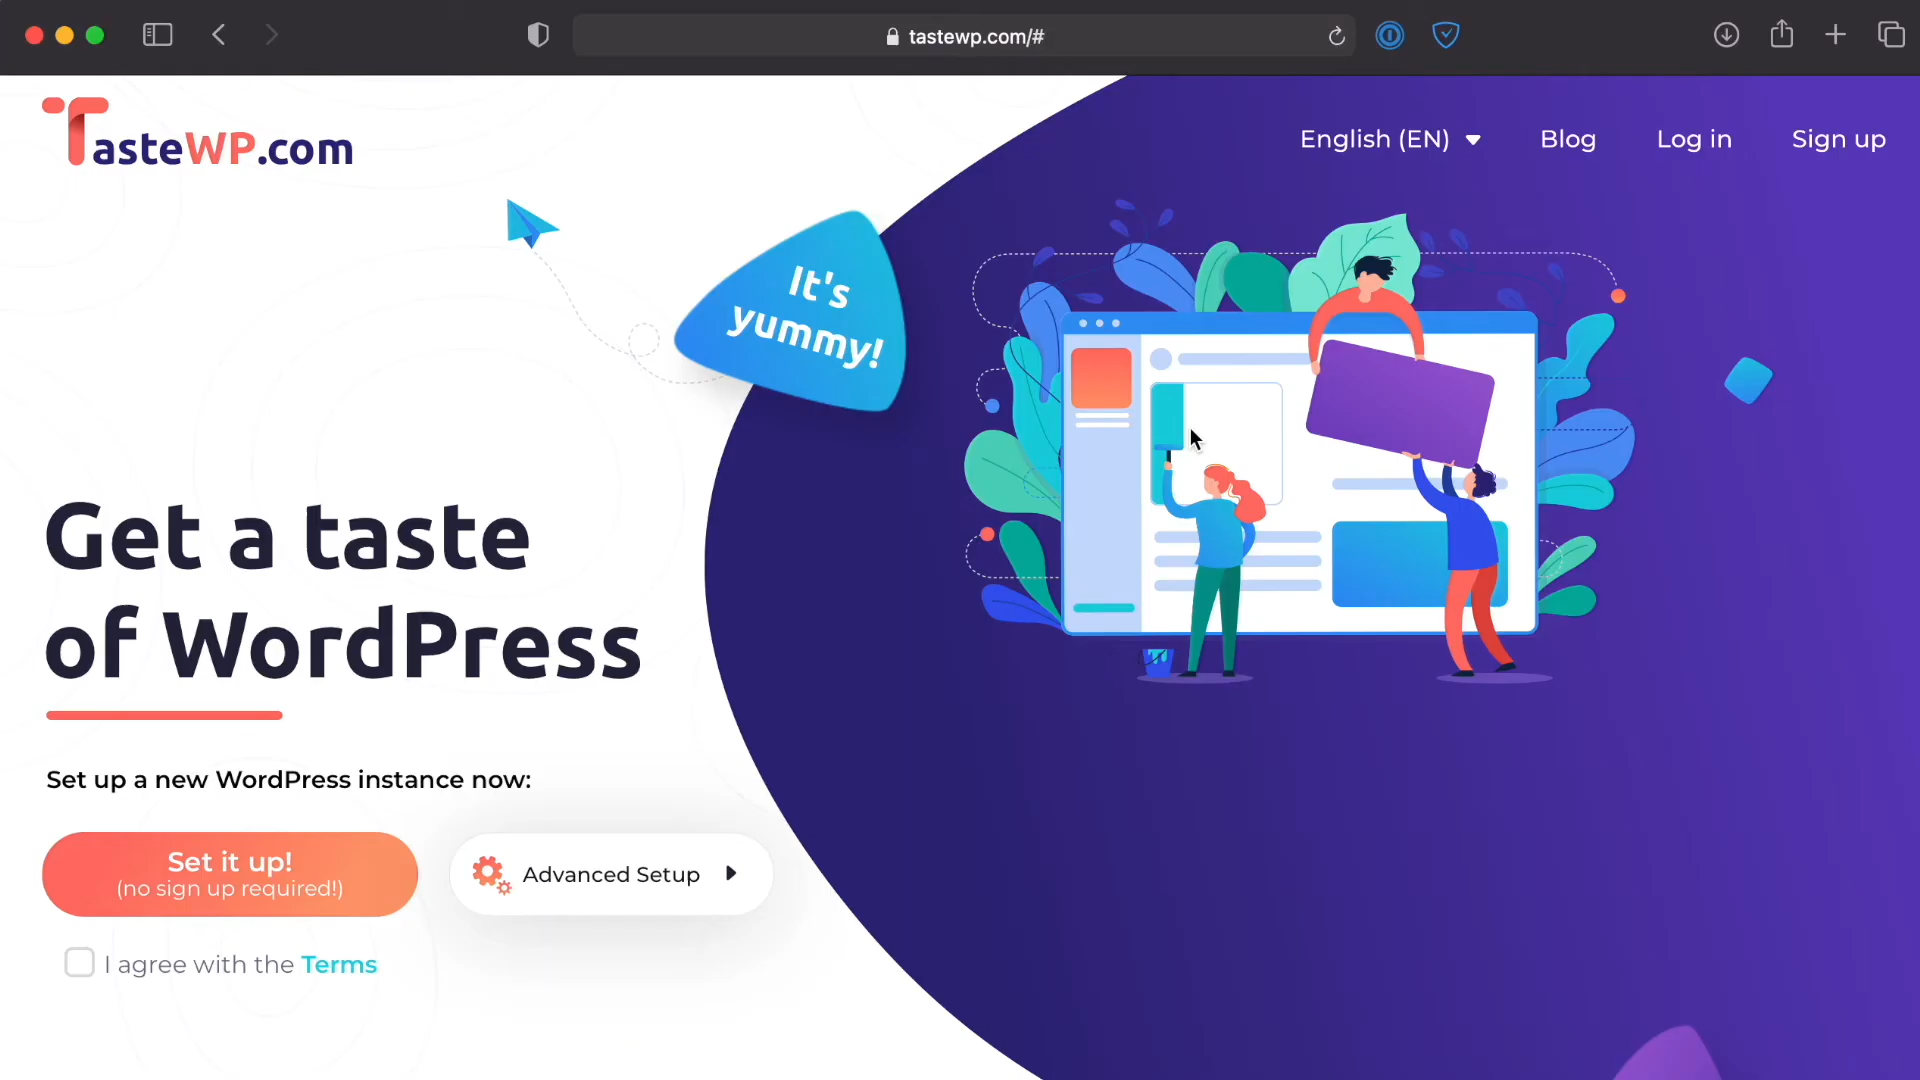 tastewp.com/#
TasteWP.com
English (EN)
Blog
Log in
Sign up
It's
yummy!
Get a taste
of WordPress
Set up a new WordPress instance now:
Set it up!
(no sign up required!)
Advanced Setup
I agree with the Terms